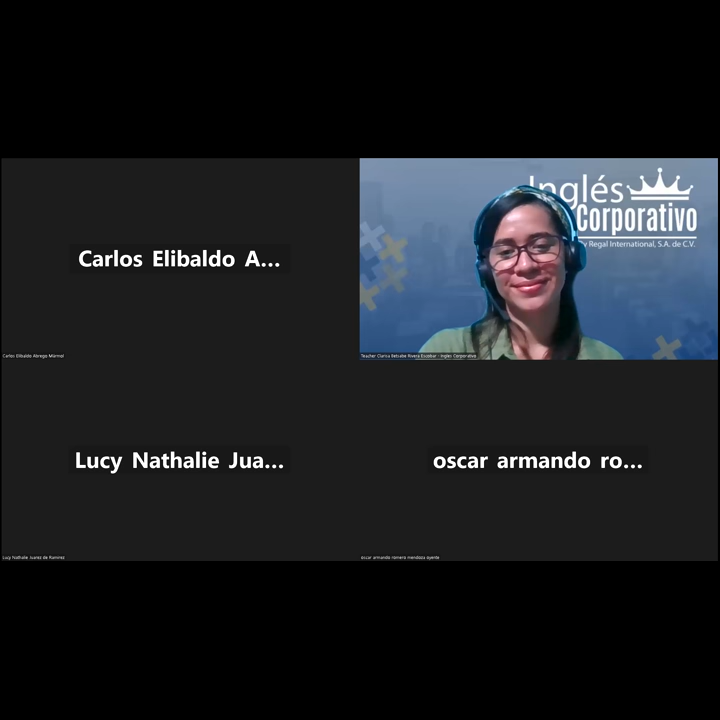 Carlos Elibaldo A...
Carlos Elibaldo Abrego Mármol
Inglés
Corporativo
y Regal International, S.A. de C.V.
Teacher Clarisa Betsabe Rivera Escobar - Inglés Corporativo
Lucy Nathalie Jua...
Lucy Nathalie Juarez de Ramirez
oscar armando ro...
oscar armando romero mendoza oyente